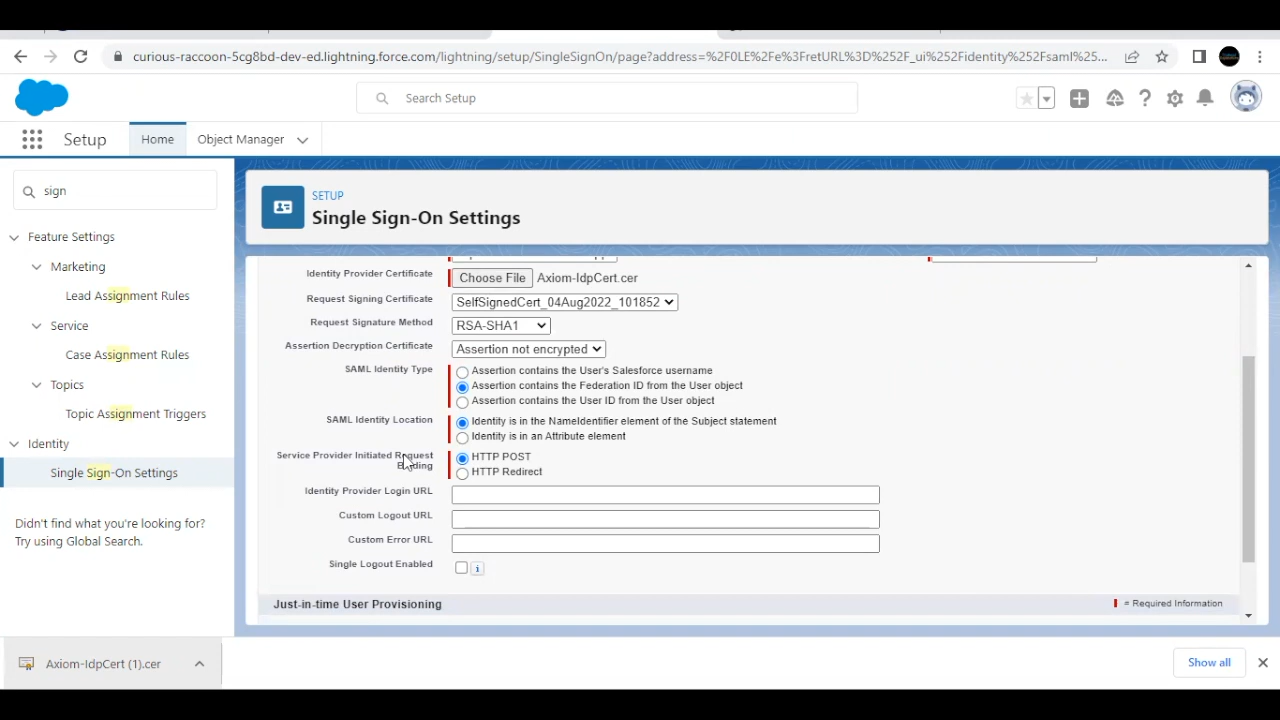 curious-raccoon-5cg8bd-dev-ed.lightning.force.com/lightning/setup/SingleSignOn/page?address=%2F0LE%2Fe%3FretURL%3D%252F_ui%252Fidentity%252Fsaml%25...
Search Setup
Setup
Home
Object Manager
sign
SETUP
Single Sign-On Settings
Feature Settings
Marketing
Lead Assignment Rules
Service
Case Assignment Rules
Topics
Topic Assignment Triggers
Identity
Single Sign-On Settings
Didn't find what you're looking for?
Try using Global Search.
Identity Provider Certificate
Choose File Axiom-IdpCert.cer
Request Signing Certificate
SelfSignedCert_04Aug2022_101852
Request Signature Method
RSA-SHA1
Assertion Decryption Certificate
Assertion not encrypted
SAML Identity Type
Assertion contains the User's Salesforce username
Assertion contains the Federation ID from the User object
Assertion contains the User ID from the User object
SAML Identity Location
Identity is in the NameIdentifier element of the Subject statement
Identity is in an Attribute element
Service Provider Initiated Request
Binding
HTTP POST
HTTP Redirect
Identity Provider Login URL
Custom Logout URL
Custom Error URL
Single Logout Enabled
i
Just-in-time User Provisioning
= Required Information
Axiom-IdpCert (1).cer
Show all